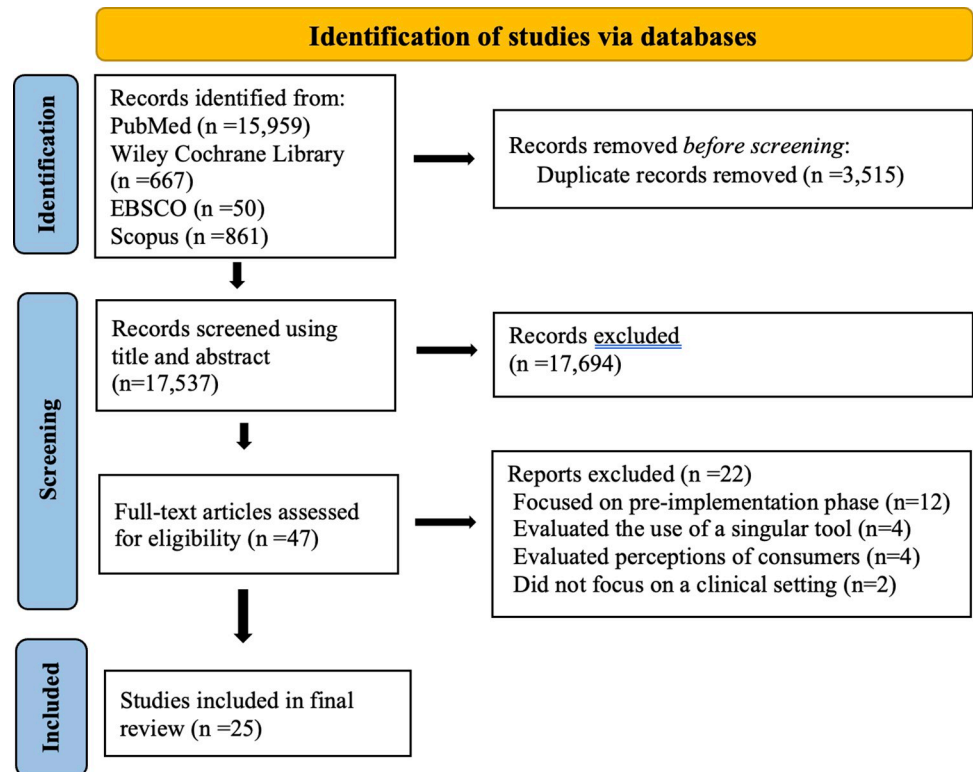 Identification of studies via databases
Identification
Records identified from:
PubMed (n =15,959)
Wiley Cochrane Library
(n =667)
EBSCO (n =50)
Scopus (n =861)
Records removed before screening:
Duplicate records removed (n =3,515)
Screening
Records screened using
title and abstract
(n=17,537)
Records excluded
(n =17,694)
Full-text articles assessed
for eligibility (n =47)
Reports excluded (n =22)
Focused on pre-implementation phase (n=12)
Evaluated the use of a singular tool (n=4)
Evaluated perceptions of consumers (n=4)
Did not focus on a clinical setting (n=2)
Included
Studies included in final
review (n =25)